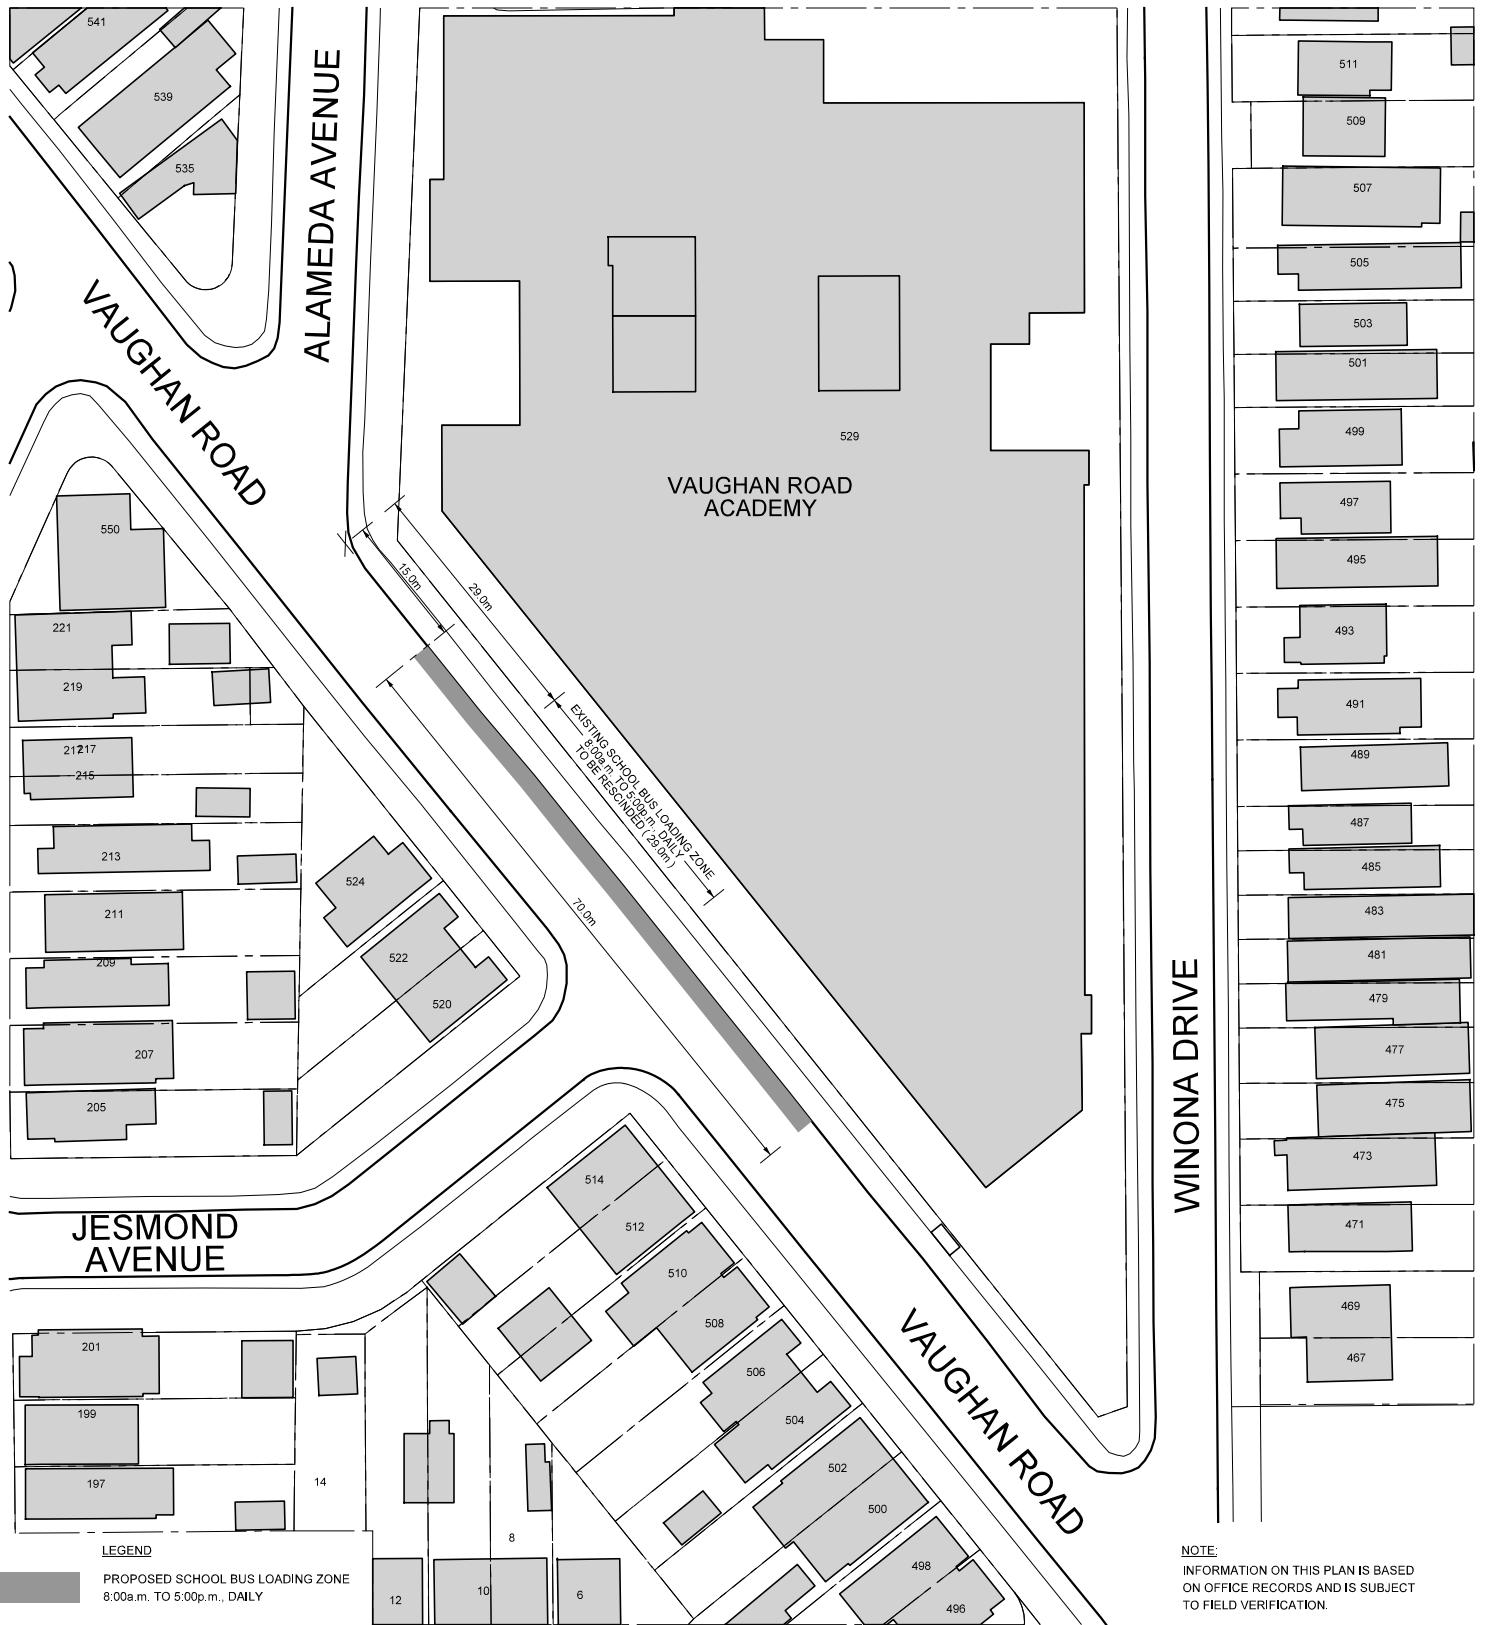 541
539
535
ALAMEDA AVENUE
VAUGHAN ROAD
529
VAUGHAN ROAD
ACADEMY
15.0m
29.0m
EXISTING SCHOOL BUS LOADING ZONE
8:00a.m. TO 5:00p.m., DAILY
TO BE RESCINDED ( 29.0m )
70.0m
550
221
219
217
217
215
213
211
209
207
205
524
522
520
JESMOND
AVENUE
514
512
510
508
506
504
502
500
498
496
VAUGHAN ROAD
WINONA DRIVE
511
509
507
505
503
501
499
497
495
493
491
489
487
485
483
481
479
477
475
473
471
469
467
201
199
197
14
8
12
10
6
LEGEND
PROPOSED SCHOOL BUS LOADING ZONE
8:00a.m. TO 5:00p.m., DAILY
NOTE:
INFORMATION ON THIS PLAN IS BASED
ON OFFICE RECORDS AND IS SUBJECT
TO FIELD VERIFICATION.